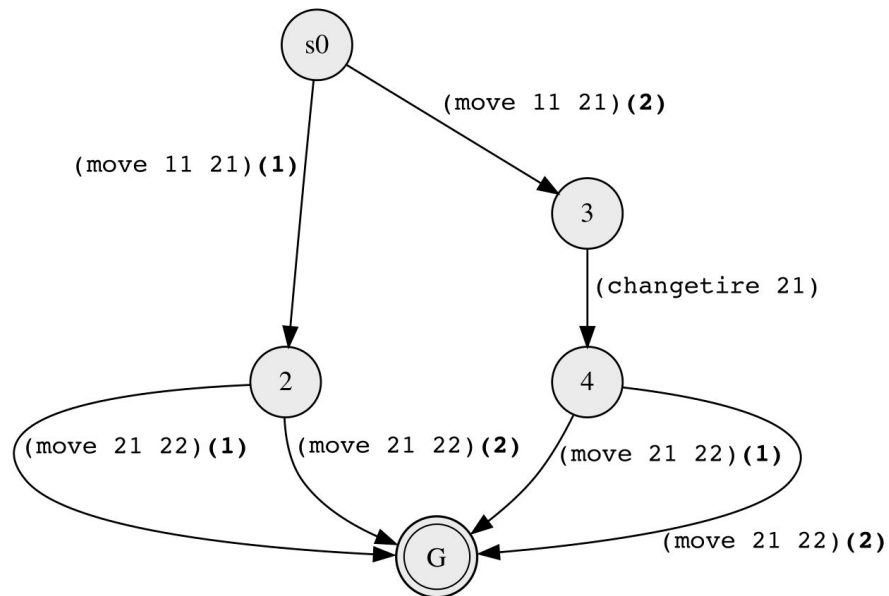 s0
(move 11 21)(2)
(move 11 21)(1)
3
(changetire 21)
2
4
(move 21 22)(1)
(move 21 22)(2)
(move 21 22)(1)
(move 21 22)(2)
G